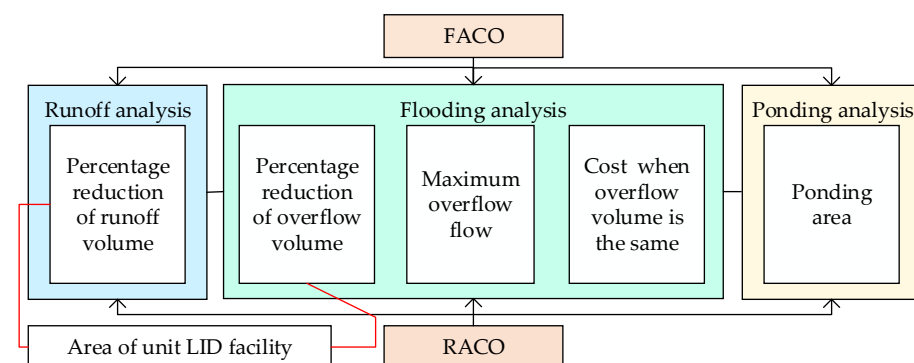 FACO
Runoff analysis
Percentage
reduction
of runoff
volume
Flooding analysis
Percentage
reduction
of overflow
volume
Maximum
overflow
flow
Cost when
overflow
volume is
the same
Ponding analysis
Ponding
area
Area of unit LID facility
RACO